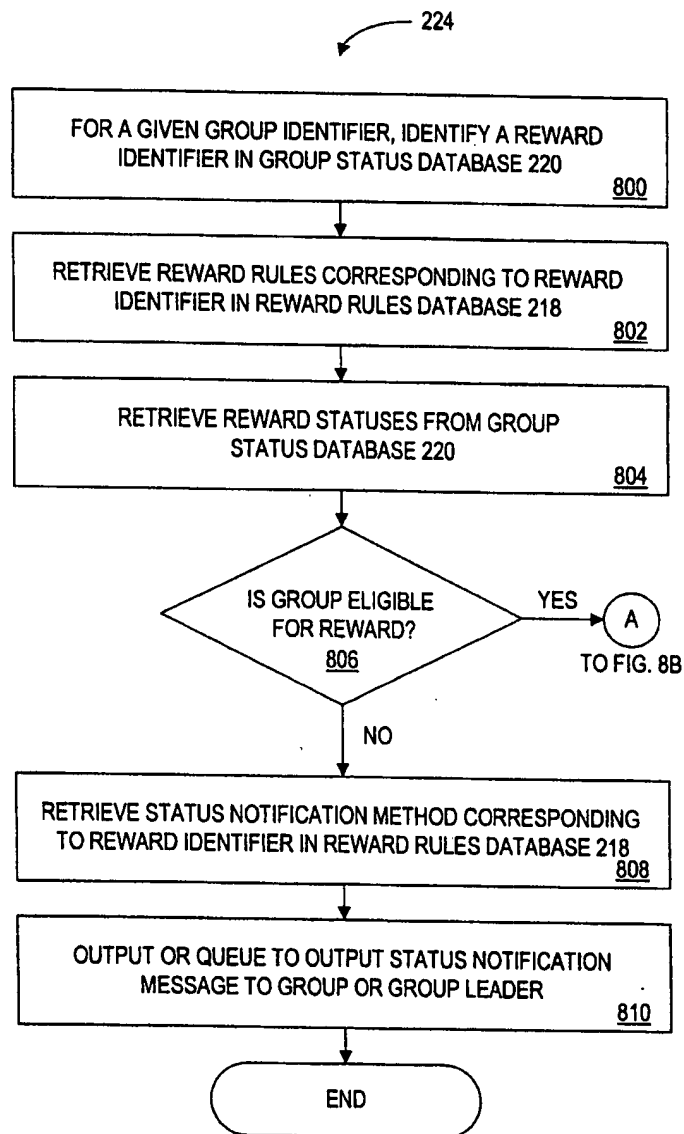 224
FOR A GIVEN GROUP IDENTIFIER, IDENTIFY A REWARD
IDENTIFIER IN GROUP STATUS DATABASE 220
800
RETRIEVE REWARD RULES CORRESPONDING TO REWARD
IDENTIFIER IN REWARD RULES DATABASE 218
802
RETRIEVE REWARD STATUSES FROM GROUP
STATUS DATABASE 220
804
IS GROUP ELIGIBLE
FOR REWARD?
806
YES
A
TO FIG. 8B
NO
RETRIEVE STATUS NOTIFICATION METHOD CORRESPONDING
TO REWARD IDENTIFIER IN REWARD RULES DATABASE 218
808
OUTPUT OR QUEUE TO OUTPUT STATUS NOTIFICATION
MESSAGE TO GROUP OR GROUP LEADER
810
END